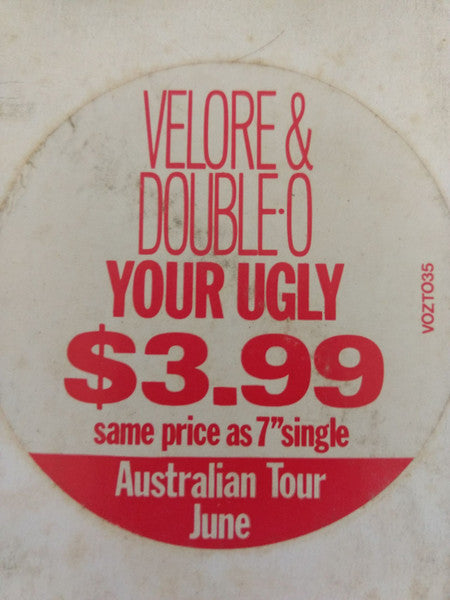 VELORE &
DOUBLE·O
YOUR UGLY
$3.99
same price as 7"single
Australian Tour
June
VOZTO35